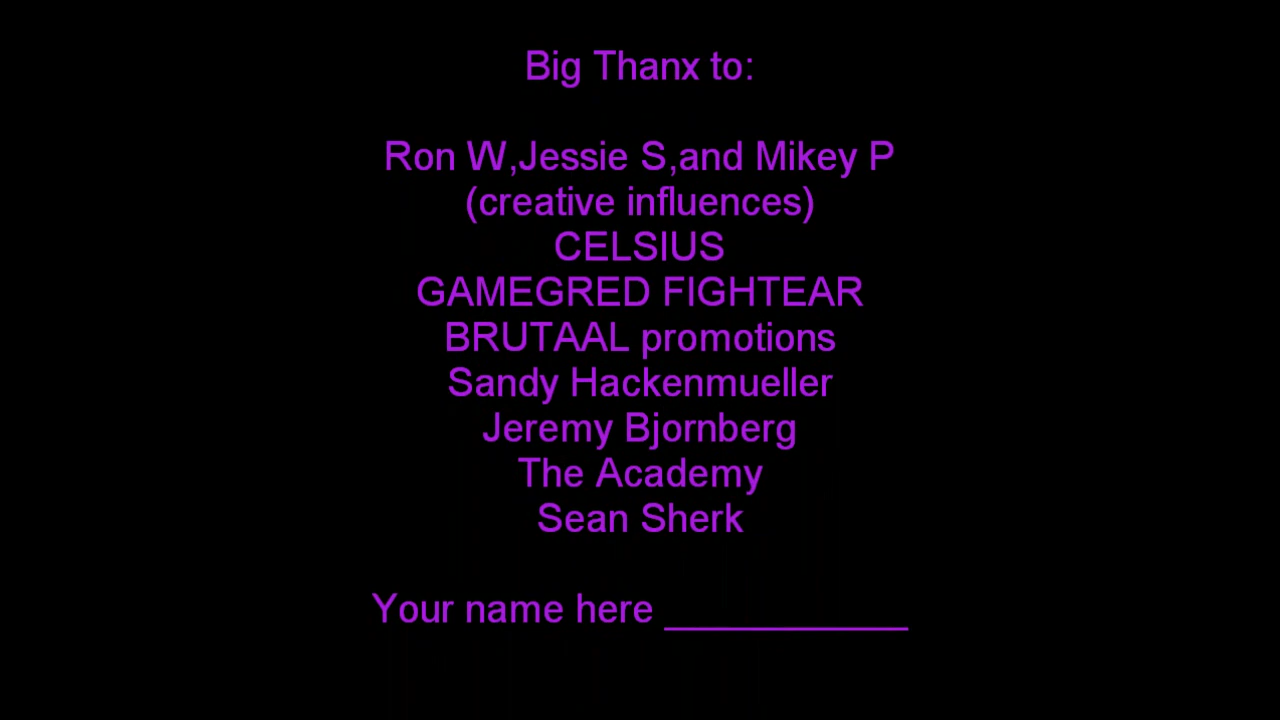 Big Thanx to:
Ron W,Jessie S,and Mikey P
(creative influences)
CELSIUS
GAMEGRED FIGHTEAR
BRUTAAL promotions
Sandy Hackenmueller
Jeremy Bjornberg
The Academy
Sean Sherk
Your name here ___________